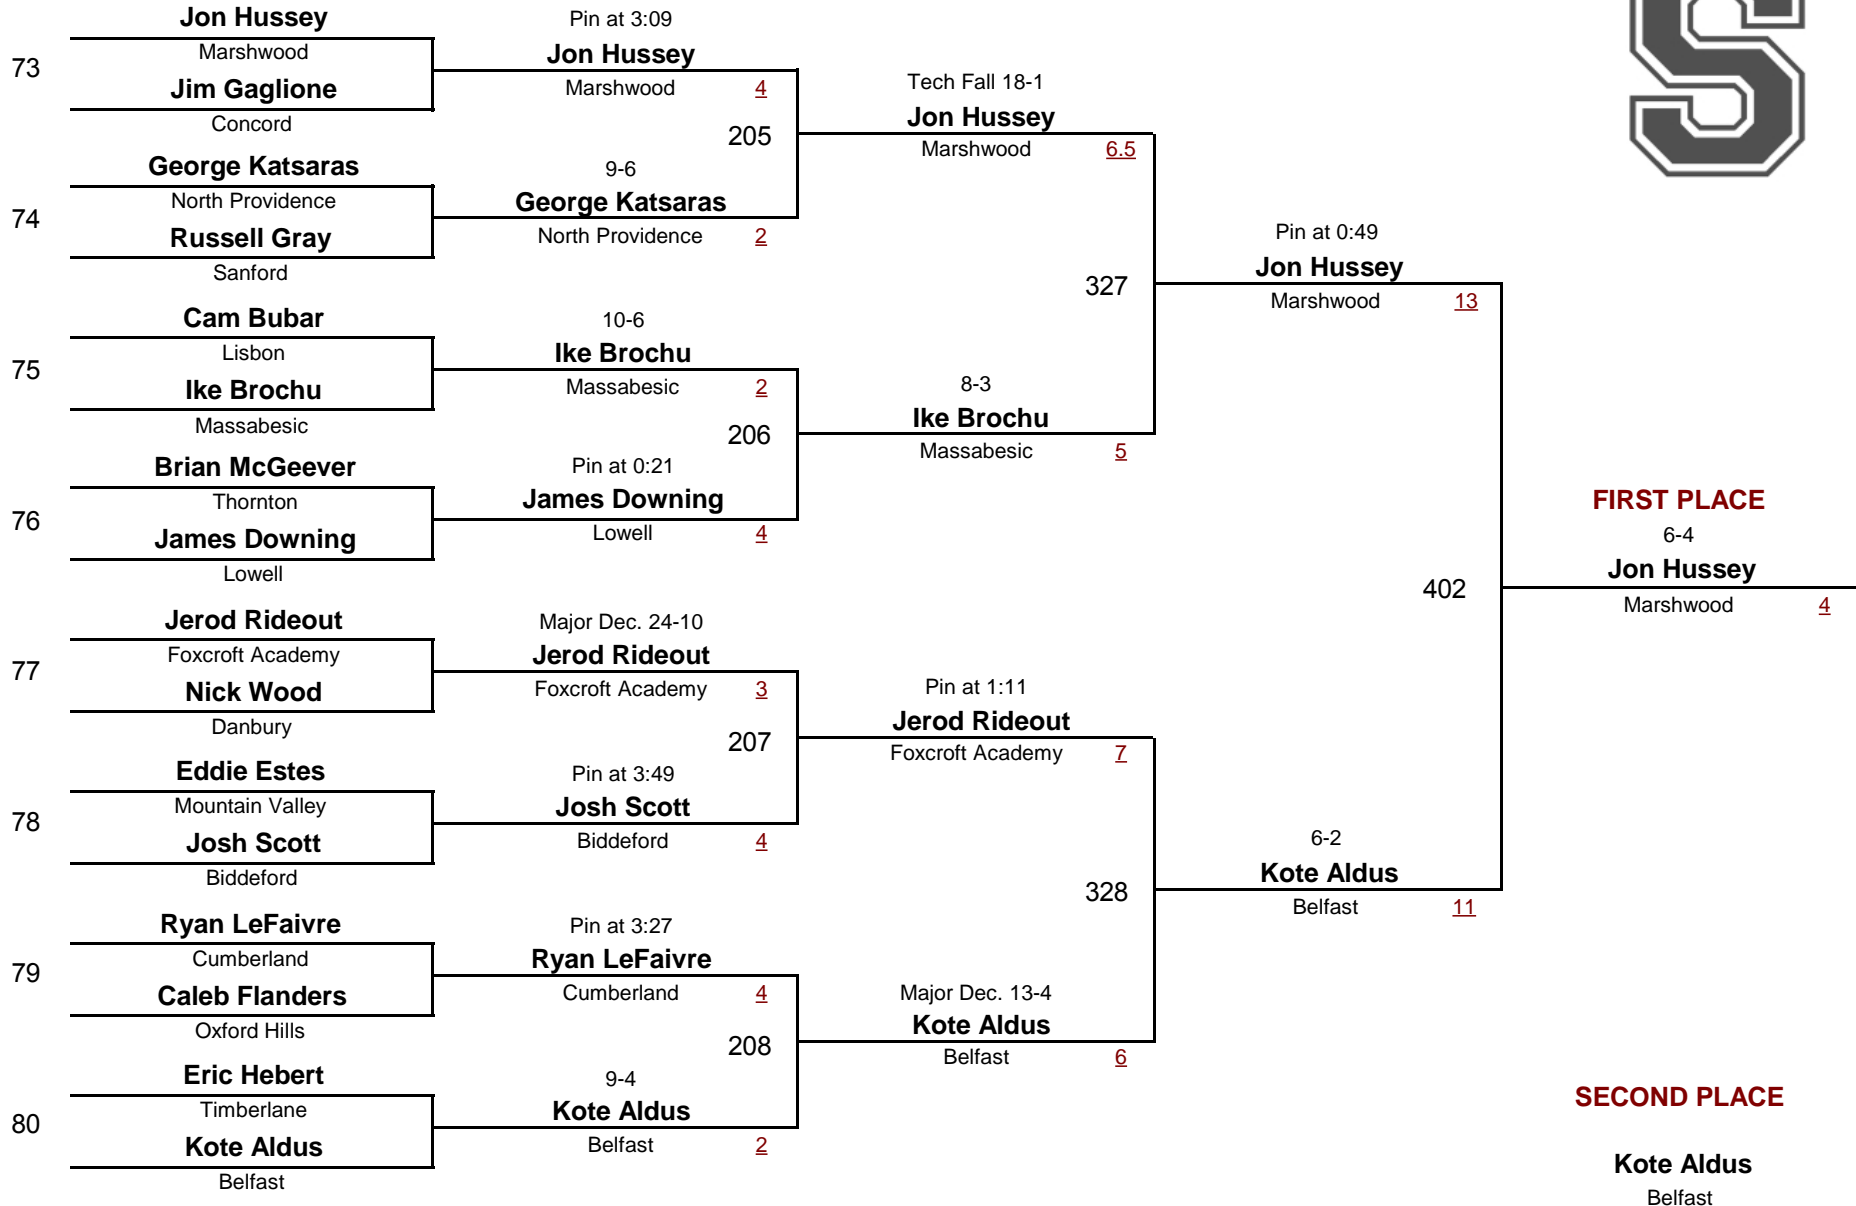 Jon Hussey
Marshwood
73
Jim Gaglione
Concord
George Katsaras
North Providence
74
Russell Gray
Sanford
Cam Bubar
Lisbon
75
Ike Brochu
Massabesic
Brian McGeever
Thornton
76
James Downing
Lowell
Jerod Rideout
Foxcroft Academy
77
Nick Wood
Danbury
Eddie Estes
Mountain Valley
78
Josh Scott
Biddeford
Ryan LeFaivre
Cumberland
79
Caleb Flanders
Oxford Hills
Eric Hebert
Timberlane
80
Kote Aldus
Belfast
Pin at 3:09
Jon Hussey
Marshwood 4
205
9-6
George Katsaras
North Providence 2
10-6
Ike Brochu
Massabesic 2
206
Pin at 0:21
James Downing
Lowell 4
Major Dec. 24-10
Jerod Rideout
Foxcroft Academy 3
207
Pin at 3:49
Josh Scott
Biddeford 4
Pin at 3:27
Ryan LeFaivre
Cumberland 4
208
9-4
Kote Aldus
Belfast 2
Tech Fall 18-1
Jon Hussey
Marshwood 6.5
327
8-3
Ike Brochu
Massabesic 5
Pin at 1:11
Jerod Rideout
Foxcroft Academy 7
328
Major Dec. 13-4
Kote Aldus
Belfast 6
Pin at 0:49
Jon Hussey
Marshwood 13
402
6-2
Kote Aldus
Belfast 11
S
FIRST PLACE
6-4
Jon Hussey
Marshwood 4
SECOND PLACE
Kote Aldus
Belfast